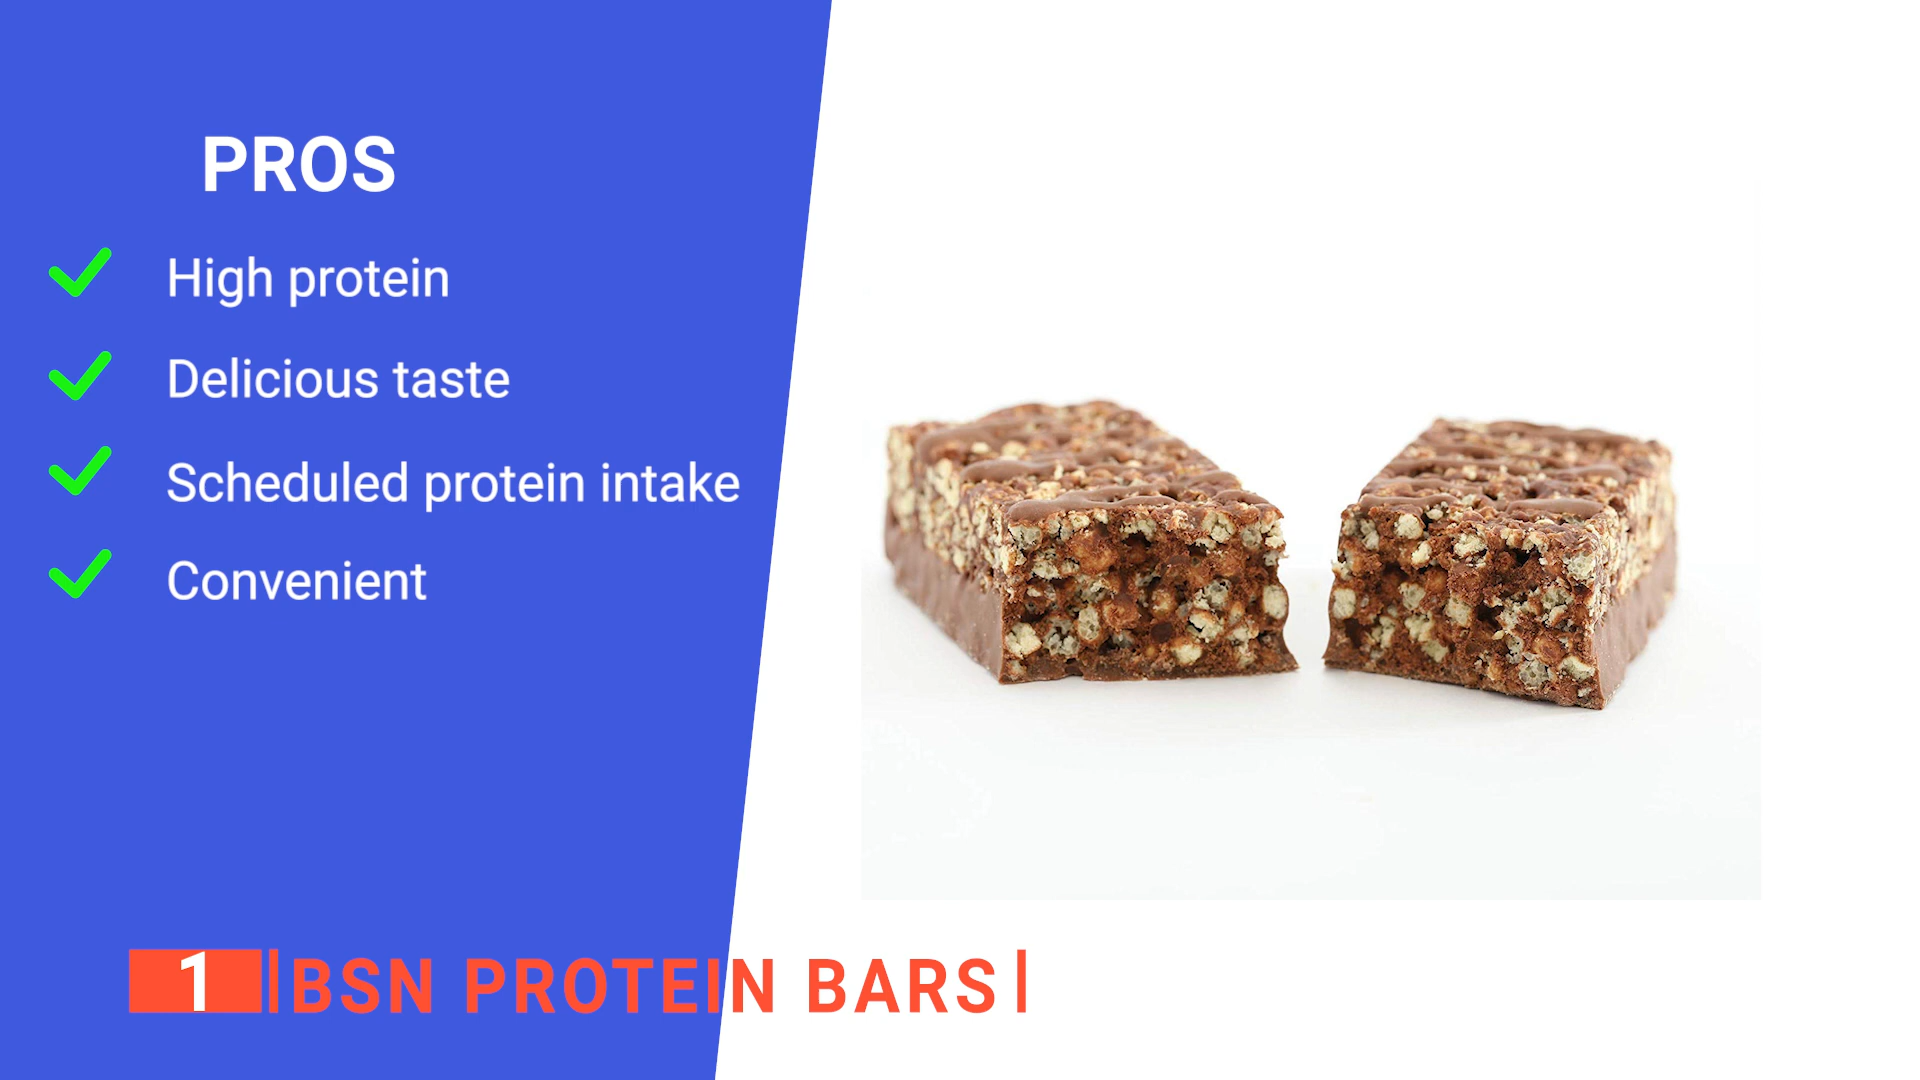 PROS
High protein
Delicious taste
Scheduled protein intake
Convenient
1 BSN PROTEIN BARS